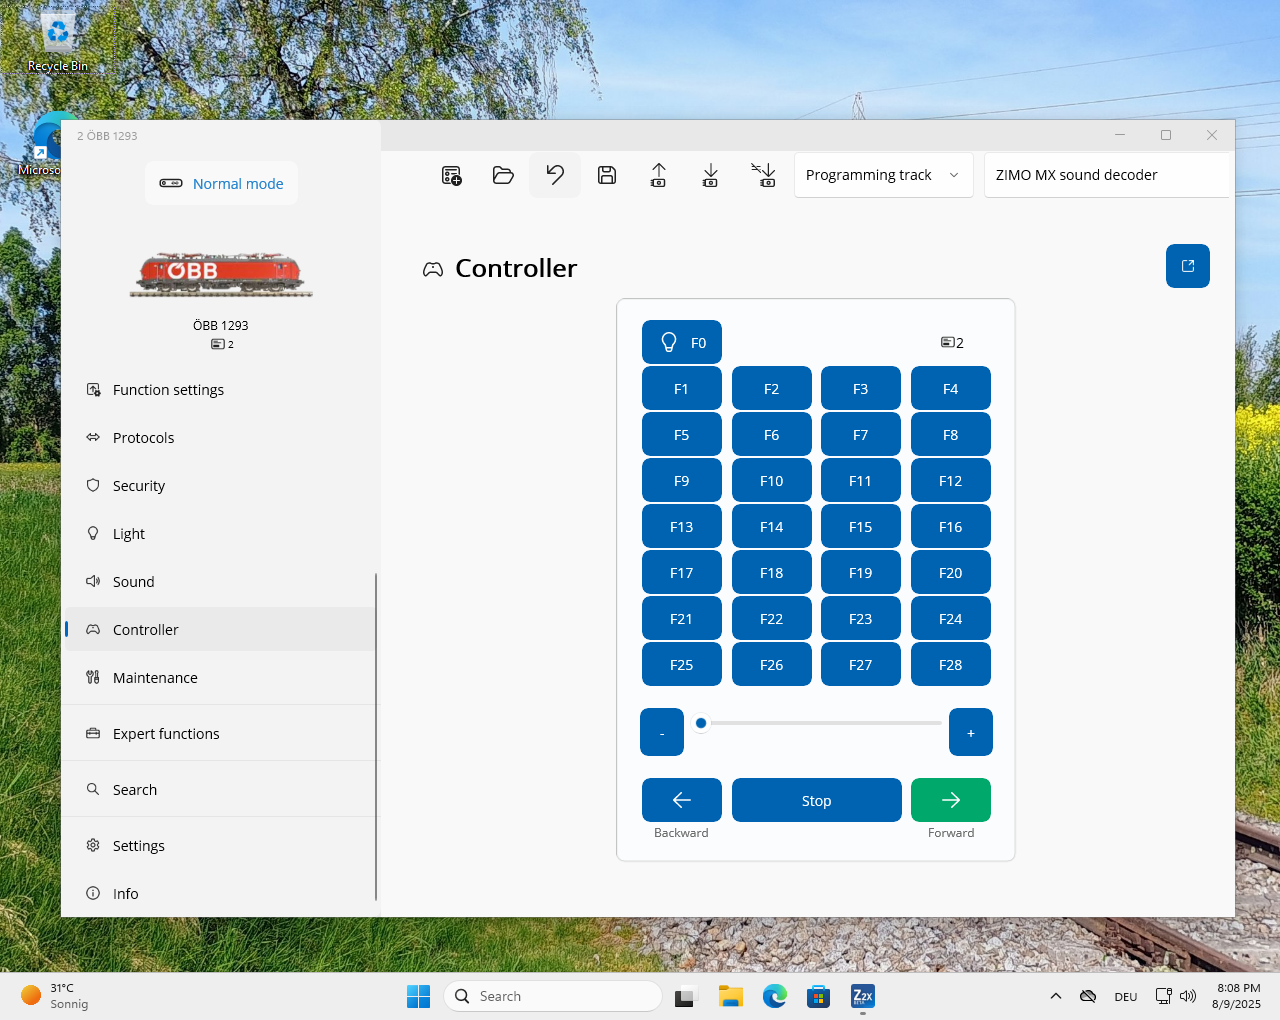 Recycle Bin
2 ÖBB 1293
Normal mode
Programming track
ZIMO MX sound decoder
ÖBB
ÖBB 1293
2
Function settings
Protocols
Security
Light
Sound
Controller
Maintenance
Expert functions
Search
Settings
Info
Controller
F0
2
F1 F2 F3 F4
F5 F6 F7 F8
F9 F10 F11 F12
F13 F14 F15 F16
F17 F18 F19 F20
F21 F22 F23 F24
F25 F26 F27 F28
- +
Stop
Backward Forward
31°C
Sonnig
Search
Z2X
BETA
DEU
8:08 PM
8/9/2025